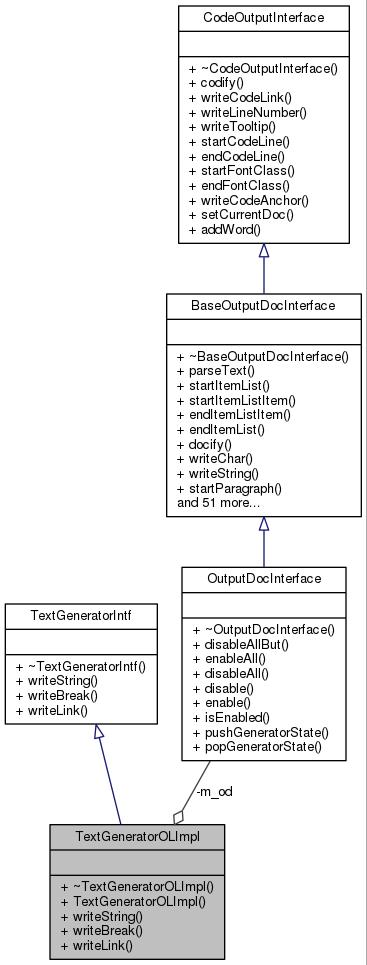 CodeOutputInterface
+ ~CodeOutputInterface()
+ codify()
+ writeCodeLink()
+ writeLineNumber()
+ writeTooltip()
+ startCodeLine()
+ endCodeLine()
+ startFontClass()
+ endFontClass()
+ writeCodeAnchor()
+ setCurrentDoc()
+ addWord()
BaseOutputDocInterface
+ ~BaseOutputDocInterface()
+ parseText()
+ startItemList()
+ startItemListItem()
+ endItemListItem()
+ endItemList()
+ docify()
+ writeChar()
+ writeString()
+ startParagraph()
and 51 more...
OutputDocInterface
+ ~OutputDocInterface()
+ disableAllBut()
+ enableAll()
+ disableAll()
+ disable()
+ enable()
+ isEnabled()
+ pushGeneratorState()
+ popGeneratorState()
TextGeneratorIntf
+ ~TextGeneratorIntf()
+ writeString()
+ writeBreak()
+ writeLink()
-m_od
TextGeneratorOLImpl
+ ~TextGeneratorOLImpl()
+ TextGeneratorOLImpl()
+ writeString()
+ writeBreak()
+ writeLink()